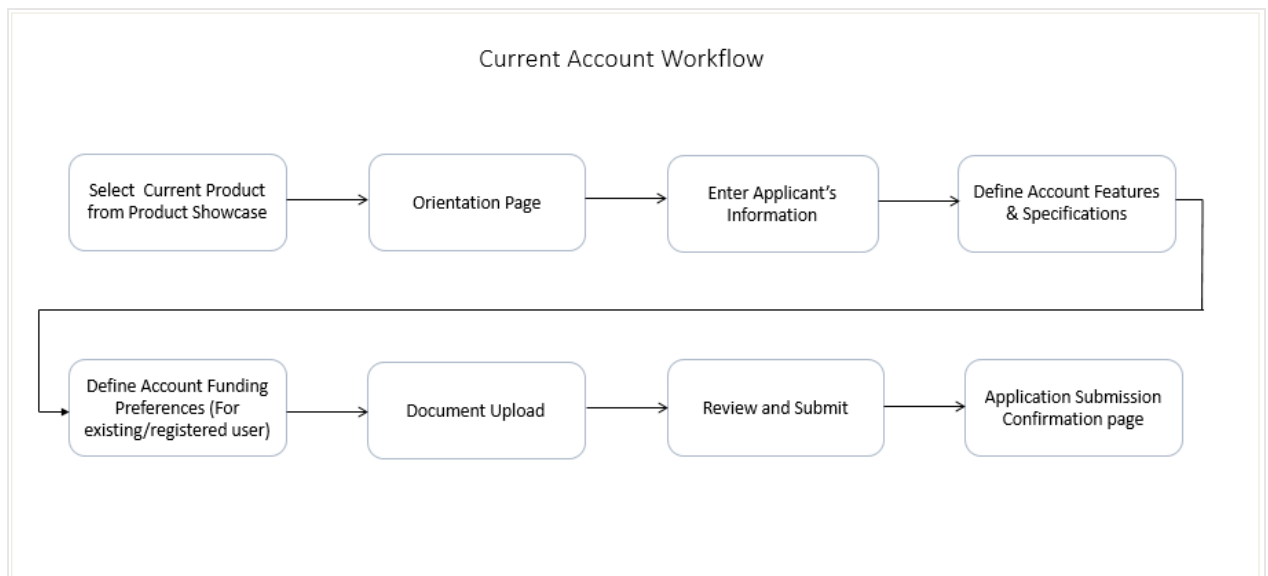 Current Account Workflow
Select  Current Product
from Product Showcase
Orientation Page
Enter Applicant's
Information
Define Account Features
& Specifications
Define Account Funding
Preferences (For
existing/registered user)
Document Upload
Review and Submit
Application Submission
Confirmation page